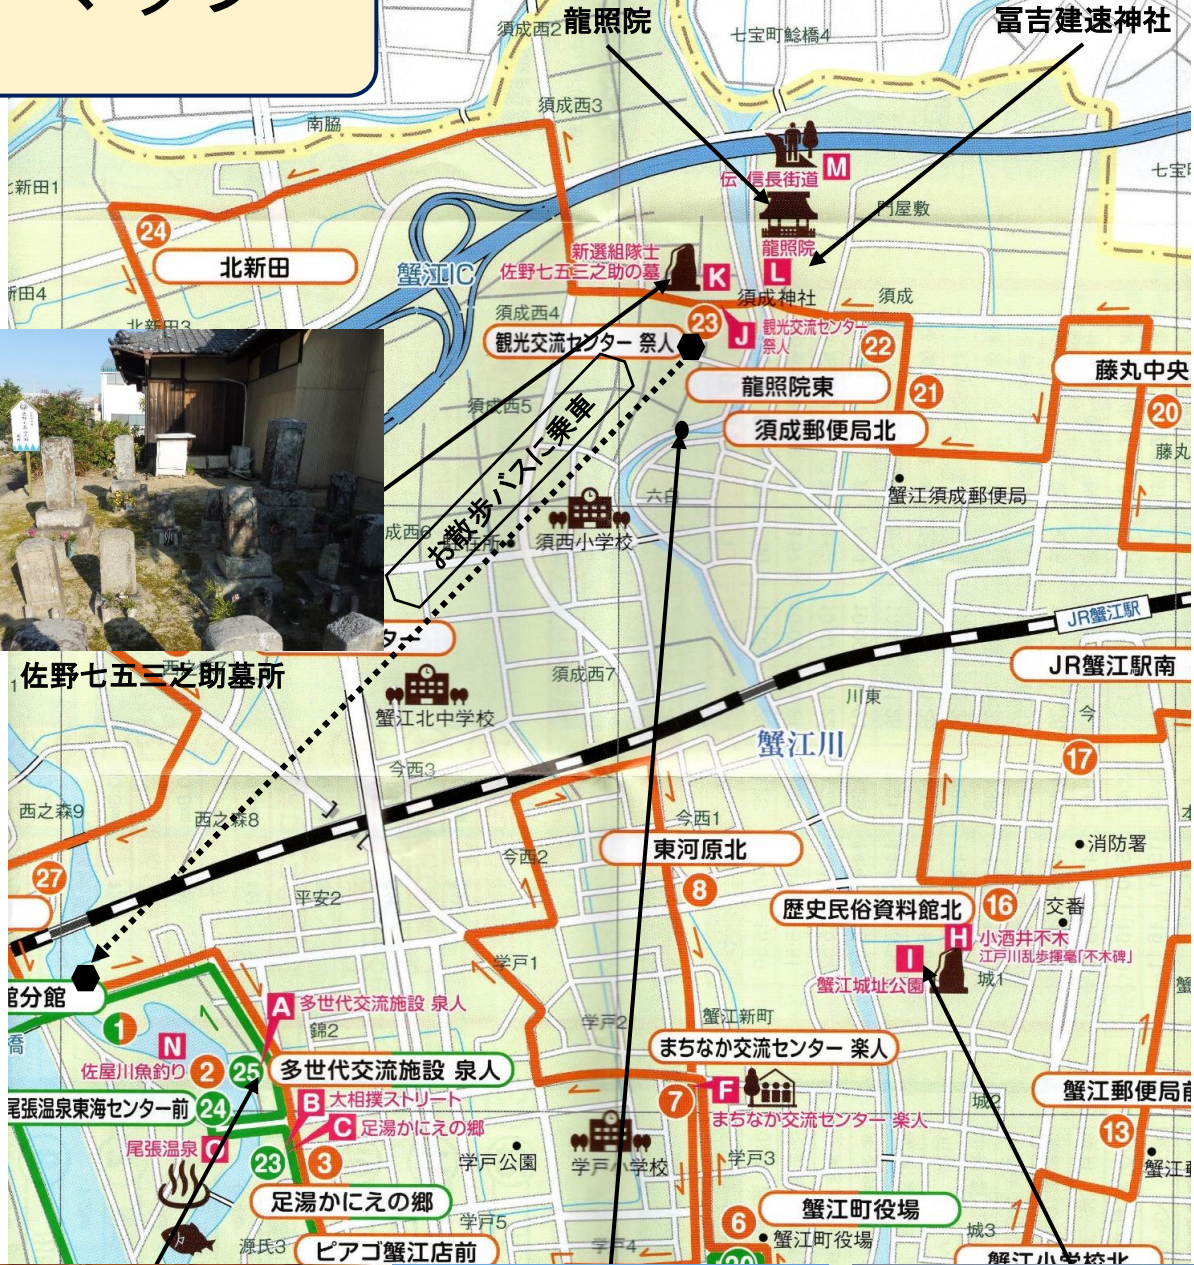 マップ
龍照院
冨吉建速神社
須成西2
七宝町鯰橋4
須成西3
南脇
伝 信長街道
M
門屋敷
龍照院
L
24
北新田
蟹江IC
新選組隊士
佐野七五三之助の墓
K
須成神社
須成
北新田3
須成西4
23
J
観光交流センター
祭人
22
観光交流センター 祭人
藤丸中央
龍照院東
21
20
須成西5
須成郵便局北
お散歩バスに乗車
蟹江須成郵便局
須西小学校
JR蟹江駅
佐野七五三之助墓所
JR蟹江駅南
須成西7
川東
蟹江北中学校
今
蟹江川
17
今西3
西之森9
西之森8
今西1
消防署
東河原北
今西2
27
8
平安2
歴史民俗資料館北
16
交番
H
小酒井不木
江戸川乱歩揮毫「不木碑」
学戸1
I
蟹江城址公園
城1
館分館
A
多世代交流施設 泉人
1
錦2
学戸2
蟹江新町
N
佐屋川魚釣り
2
25
多世代交流施設 泉人
まちなか交流センター 楽人
尾張温泉東海センター前
24
B
太相撲ストリート
7
F
まちなか交流センター 楽人
城2
蟹江郵便局前
C
足湯かにえの郷
尾張温泉
G
23
3
学戸公園
学戸小学校
学戸3
13
足湯かにえの郷
蟹江町役場
学戸5
6
蟹江町役場
城3
源氏3
ピアゴ蟹江店前
学戸4
蟹江小学校北